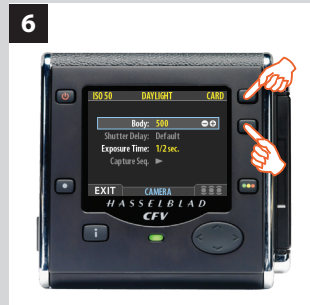 6
ISO 50 DAYLIGHT CARD
Body: 500
Shutter Delay: Default
Exposure Time: 1/2 sec.
Capture Seq.
EXIT CAMERA
HASSELBLAD
CFV
i